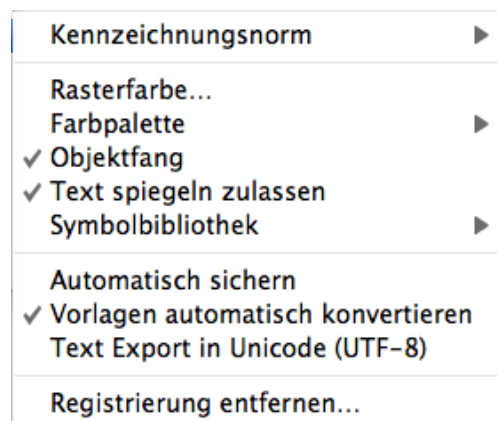 Kennzeichnungsnorm
Rasterfarbe...
Farbpalette
Objektfang
Text spiegeln zulassen
Symbolbibliothek
Automatisch sichern
Vorlagen automatisch konvertieren
Text Export in Unicode (UTF-8)
Registrierung entfernen...